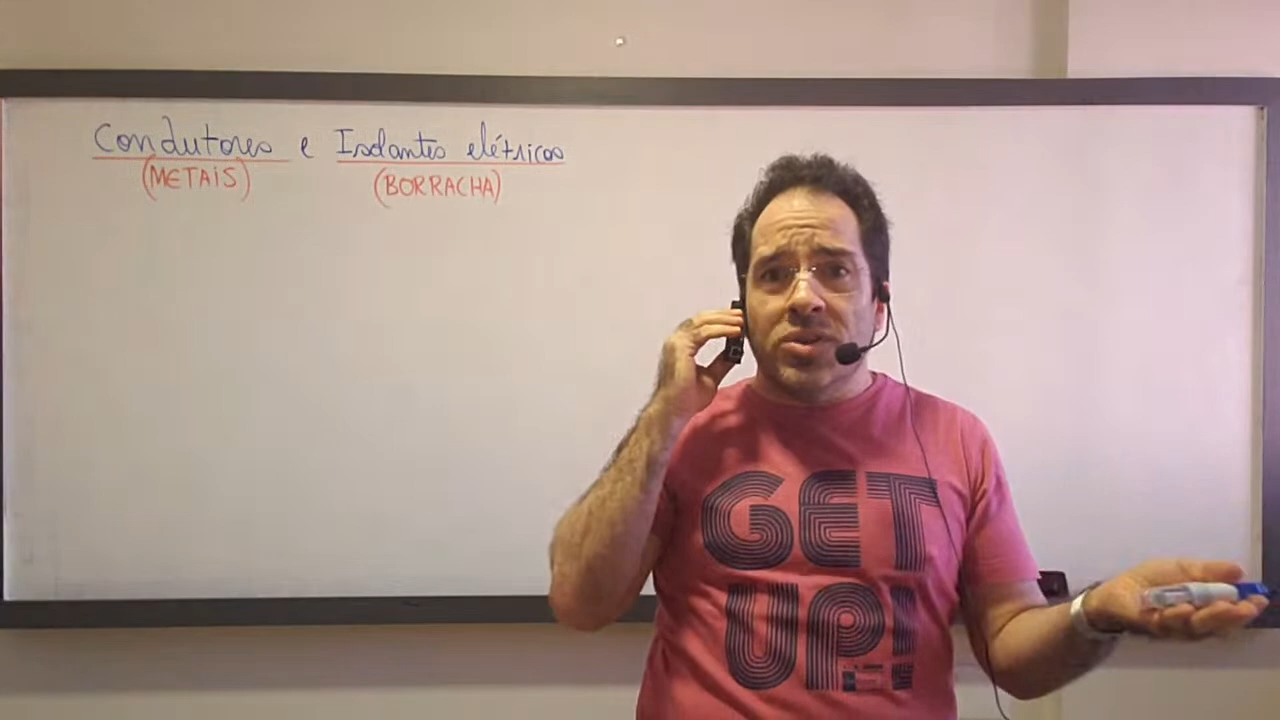 Condutores e Isolantes elétricos
(METAIS) (BORRACHA)
GET
UP!